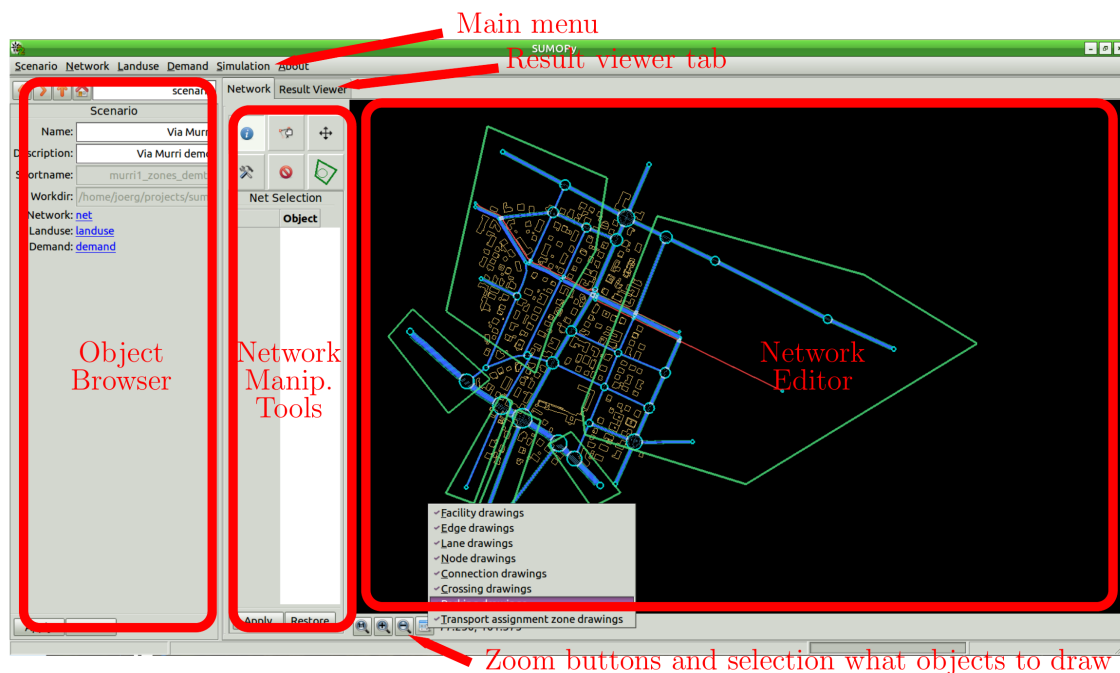 Main menu
SUMOPy
Scenario Network Landuse Demand Simulation About
Result viewer tab
scenario
Network Result Viewer
Scenario
Name: Via Murri
Description: Via Murri demo
Shortname: murri1_zones_demb
Workdir: /home/joerg/projects/sum
Network: net
Landuse: landuse
Demand: demand
Net Selection
Object
Object
Browser
Network
Manip.
Tools
Network
Editor
Facility drawings
Edge drawings
Lane drawings
Node drawings
Connection drawings
Crossing drawings
Transport assignment zone drawings
Apply Restore
Zoom buttons and selection what objects to draw